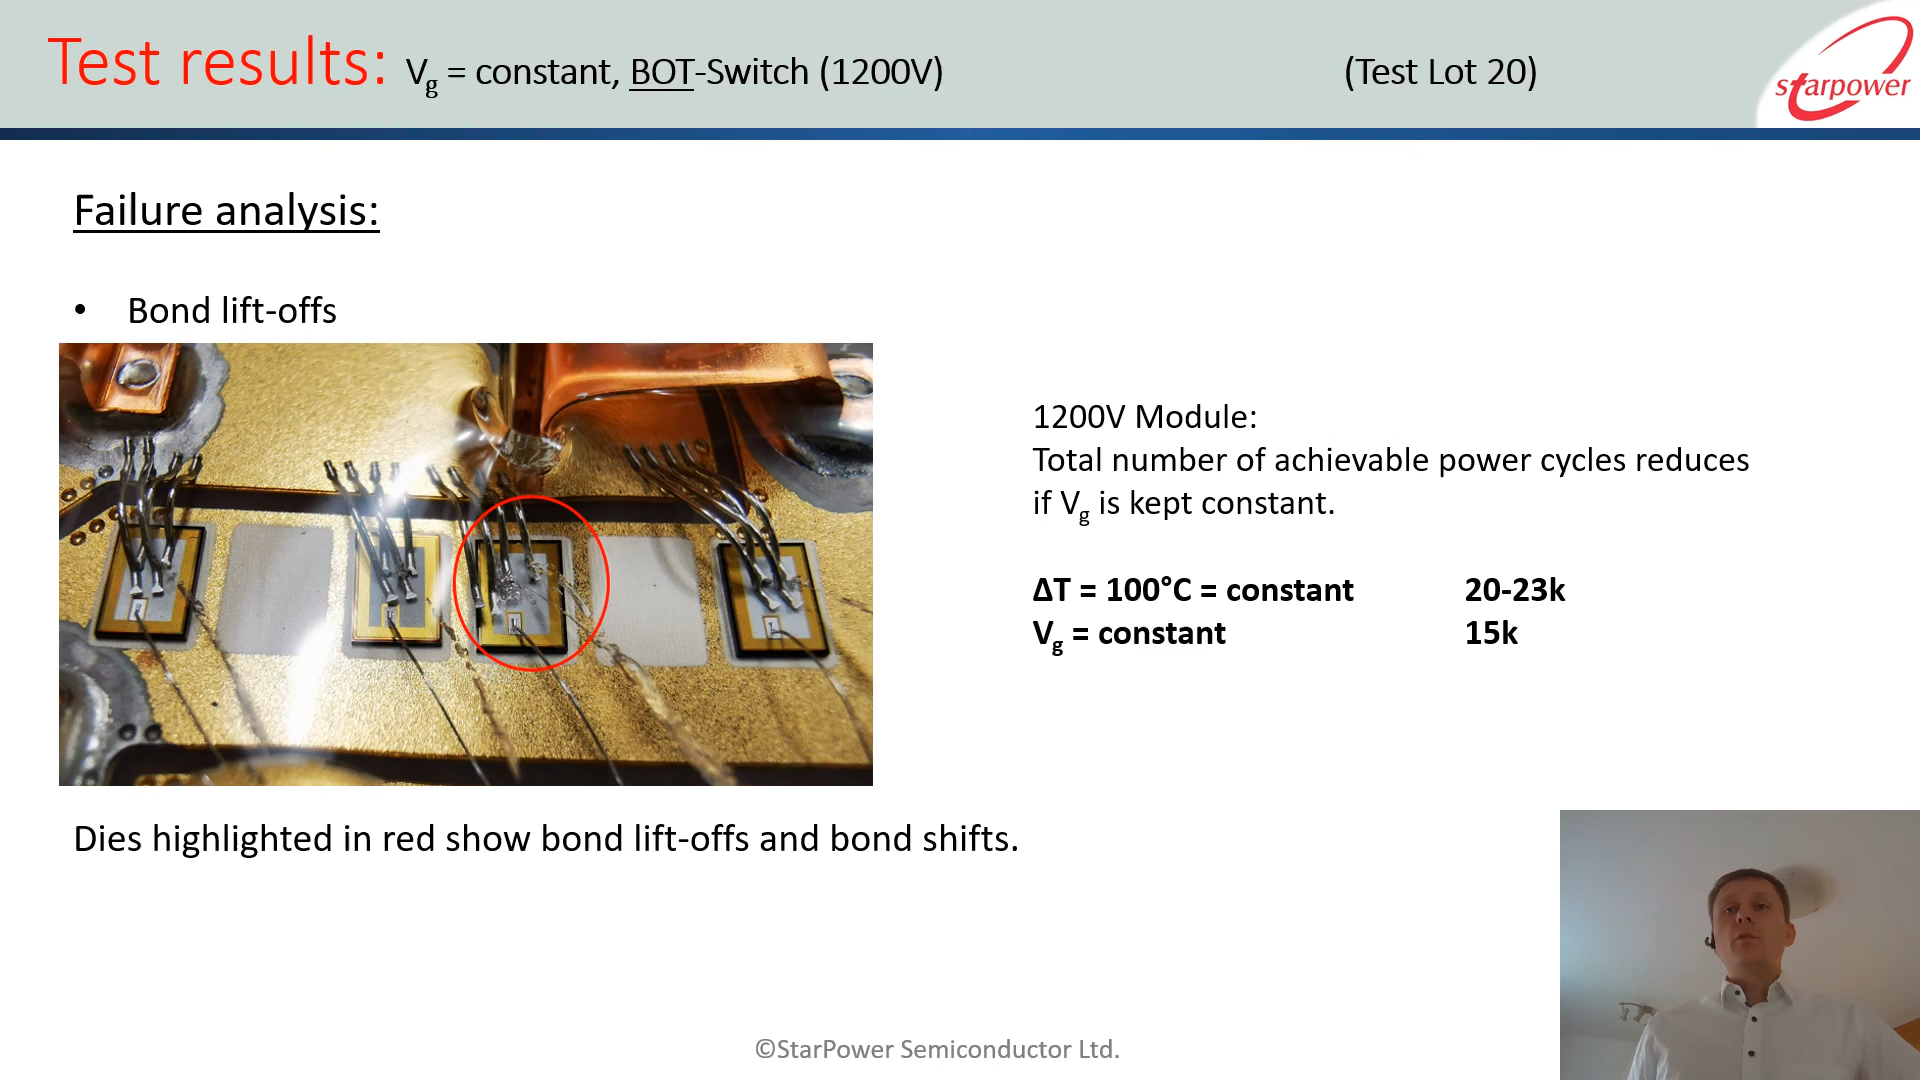 Test results: Vg = constant, BOT-Switch (1200V) (Test Lot 20)
starpower
Failure analysis:
• Bond lift-offs
1200V Module:
Total number of achievable power cycles reduces
if Vg is kept constant.
ΔT = 100°C = constant 20-23k
Vg = constant 15k
Dies highlighted in red show bond lift-offs and bond shifts.
©StarPower Semiconductor Ltd.